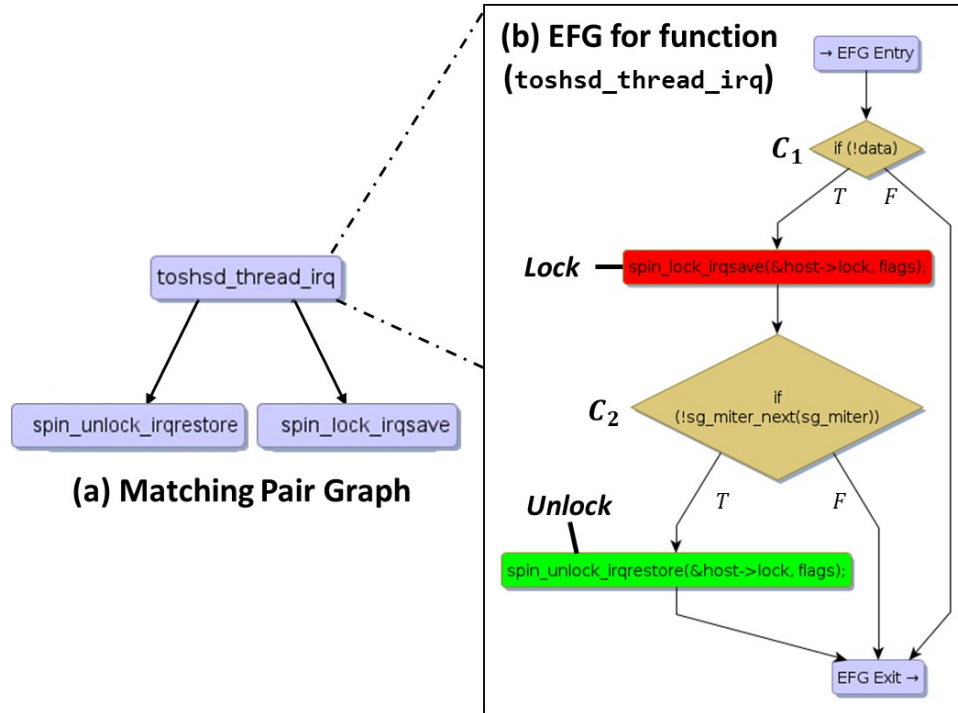 toshsd_thread_irq
spin_unlock_irqrestore
spin_lock_irqsave
(a) Matching Pair Graph
(b) EFG for function
(toshsd_thread_irq)
→ EFG Entry
C1
if (!data)
T
F
Lock
spin_lock_irqsave(&host->lock, flags);
C2
if
(!sg_miter_next(sg_miter))
T
F
Unlock
spin_unlock_irqrestore(&host->lock, flags);
EFG Exit →